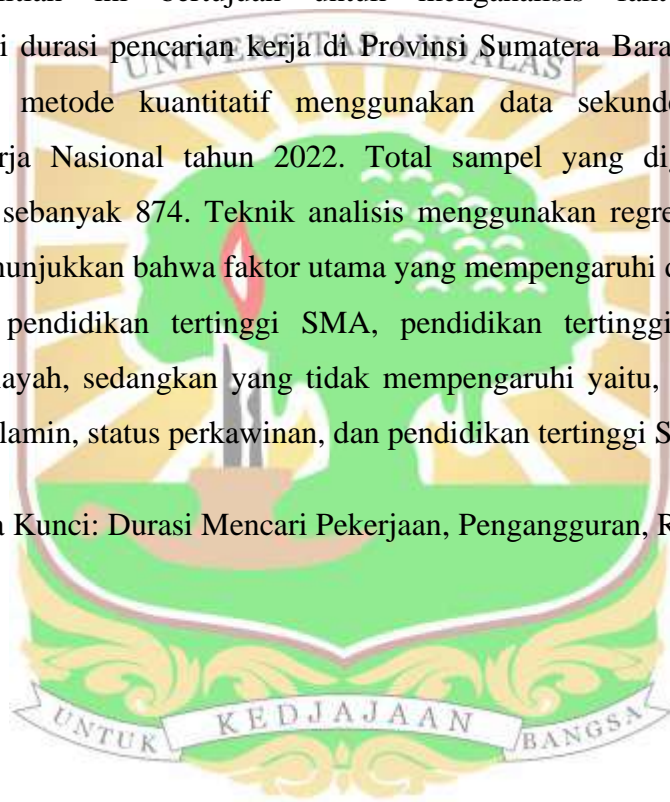 ini bertujuan untuk menganalisis
i durasi pencarian kerja di Provinsi Sumatera Bara
UNIVERSITAS ANDALAS
metode kuantitatif menggunakan data sekund
rja Nasional tahun 2022. Total sampel yang di
sebanyak 874. Teknik analisis menggunakan regre
nunjukkan bahwa faktor utama yang mempengaruhi
pendidikan tertinggi SMA, pendidikan tertinggi
layah, sedangkan yang tidak mempengaruhi yaitu,
lamin, status perkawinan, dan pendidikan tertinggi S
a Kunci: Durasi Mencari Pekerjaan, Pengangguran, R
UNTUK KEDJAJAAN BANGSA